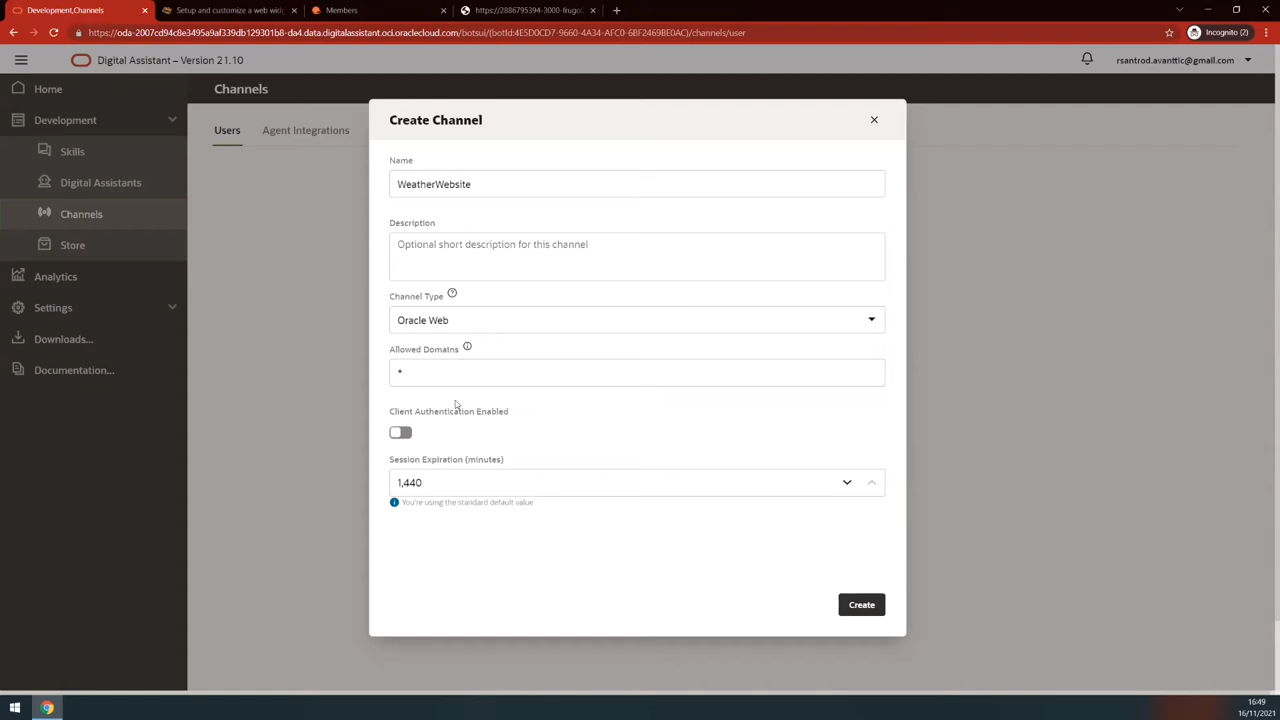 Development,Channels
Setup and customize a web widg
Members
https://2886795394-3000-frugo
https://oda-2007cd94c8e3495a9af339db129301b8-da4.data.digitalassistant.oci.oraclecloud.com/botsui/(botId:4E5D0CD7-9660-4A34-AFC0-6BF2469BE0AC)/channels/user
Incognito (2)
Digital Assistant – Version 21.10
rsantrod.avanttic@gmail.com
Home
Development
Skills
Digital Assistants
Channels
Store
Analytics
Settings
Downloads...
Documentation...
Channels
Users
Agent Integrations
Create Channel
Name
WeatherWebsite
Description
Optional short description for this channel
Channel Type
Oracle Web
Allowed Domains
*
Client Authentication Enabled
Session Expiration (minutes)
1,440
You're using the standard default value
Create
16:49
16/11/2021